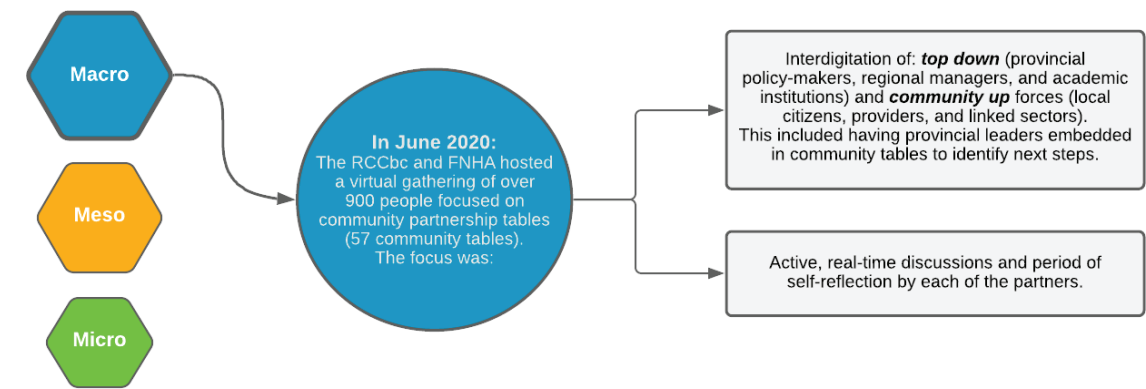 Macro
Meso
Micro
In June 2020:
The RCCbc and FNHA hosted
a virtual gathering of over
900 people focused on
community partnership tables
(57 community tables).
The focus was:
Interdigitation of: top down (provincial
policy-makers, regional managers, and academic
institutions) and community up forces (local
citizens, providers, and linked sectors).
This included having provincial leaders embedded
in community tables to identify next steps.
Active, real-time discussions and period of
self-reflection by each of the partners.